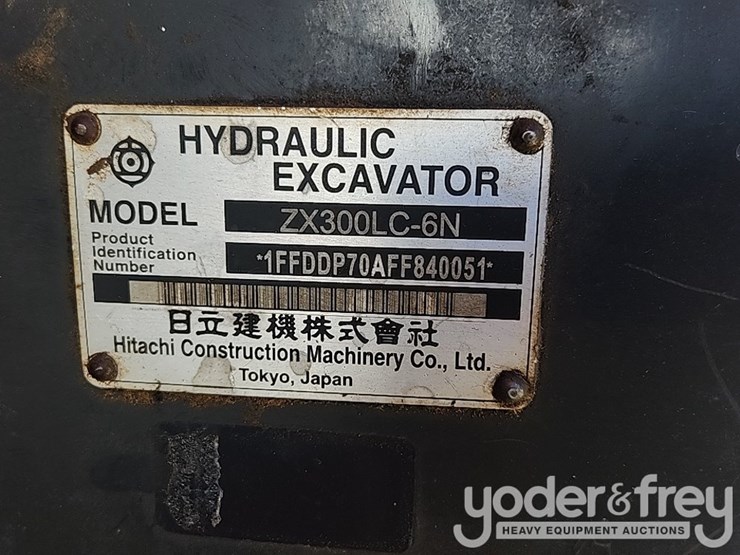 HYDRAULIC
EXCAVATOR
MODEL ZX300LC-6N
Product
Identification
Number *1FFDDP70AFF840051*
日立建機株式會社
Hitachi Construction Machinery Co., Ltd.
Tokyo, Japan
yoder&frey
HEAVY EQUIPMENT AUCTIONS